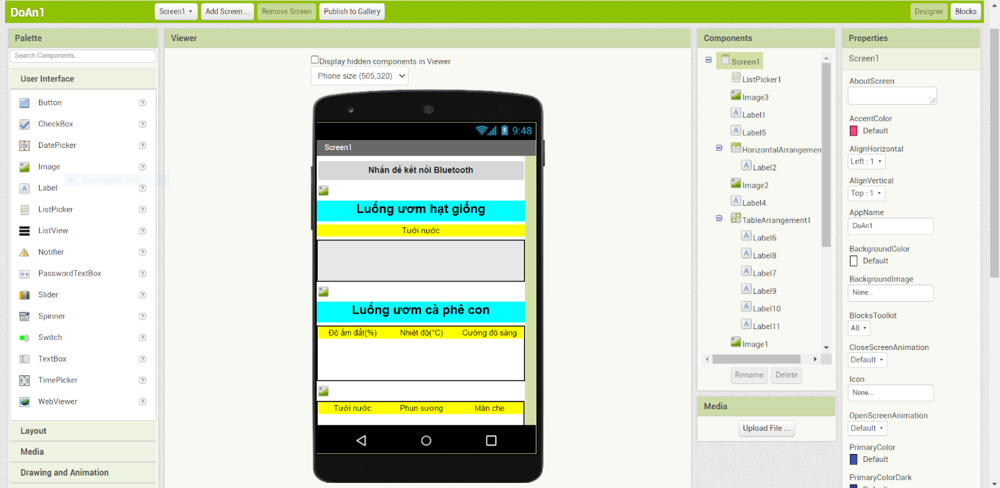 DoAn1
Screen1
Add Screen ...
Remove Screen
Publish to Gallery
Designer
Blocks
Palette
Search Components...
User Interface
Button
CheckBox
DatePicker
Image
Rectangular Snip
Label
ListPicker
ListView
Notifier
PasswordTextBox
Slider
Spinner
Switch
TextBox
TimePicker
WebViewer
Layout
Media
Drawing and Animation
Viewer
Display hidden components in Viewer
Phone size (505,320)
9:48
Screen1
Nhấn để kết nối Bluetooth
Luống ươm hạt giống
Tưới nước
Luống ươm cà phê con
Độ ẩm đất(%) Nhiệt độ(°C) Cường độ sáng
Tưới nước Phun sương Màn che
Components
Screen1
ListPicker1
Image3
Label1
Label5
HorizontalArrangemen
Label2
Image2
Label4
TableArrangement1
Label6
Label8
Label7
Label9
Label10
Label11
Image1
Rename
Delete
Media
Upload File ...
Properties
Screen1
AboutScreen
AccentColor
Default
AlignHorizontal
Left : 1
AlignVertical
Top : 1
AppName
DoAn1
BackgroundColor
Default
BackgroundImage
None...
BlocksToolkit
All
CloseScreenAnimation
Default
Icon
None...
OpenScreenAnimation
Default
PrimaryColor
Default
PrimaryColorDark